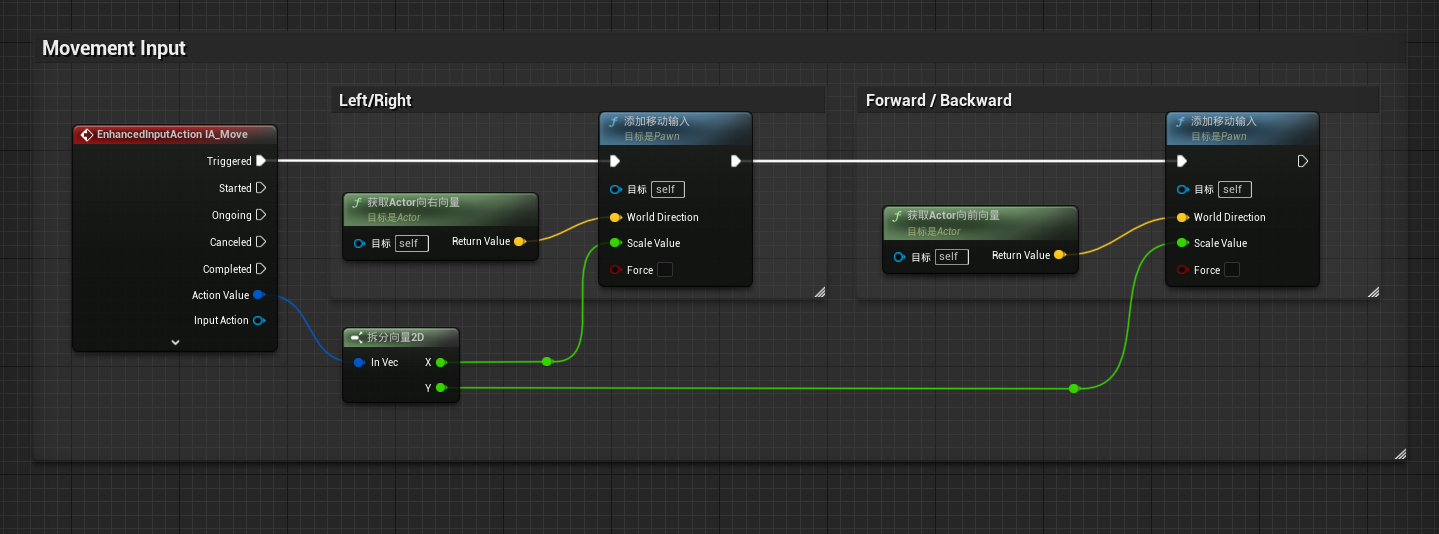 Movement Input
Left/Right
Forward / Backward
EnhancedInputAction IA_Move
Triggered
Started
Ongoing
Canceled
Completed
Action Value
Input Action
获取Actor向右向量
目标是Actor
目标 self
Return Value
拆分向量2D
In Vec
X
Y
添加移动输入
目标是Pawn
目标 self
World Direction
Scale Value
Force
获取Actor向前向量
目标是Actor
目标 self
Return Value
添加移动输入
目标是Pawn
目标 self
World Direction
Scale Value
Force